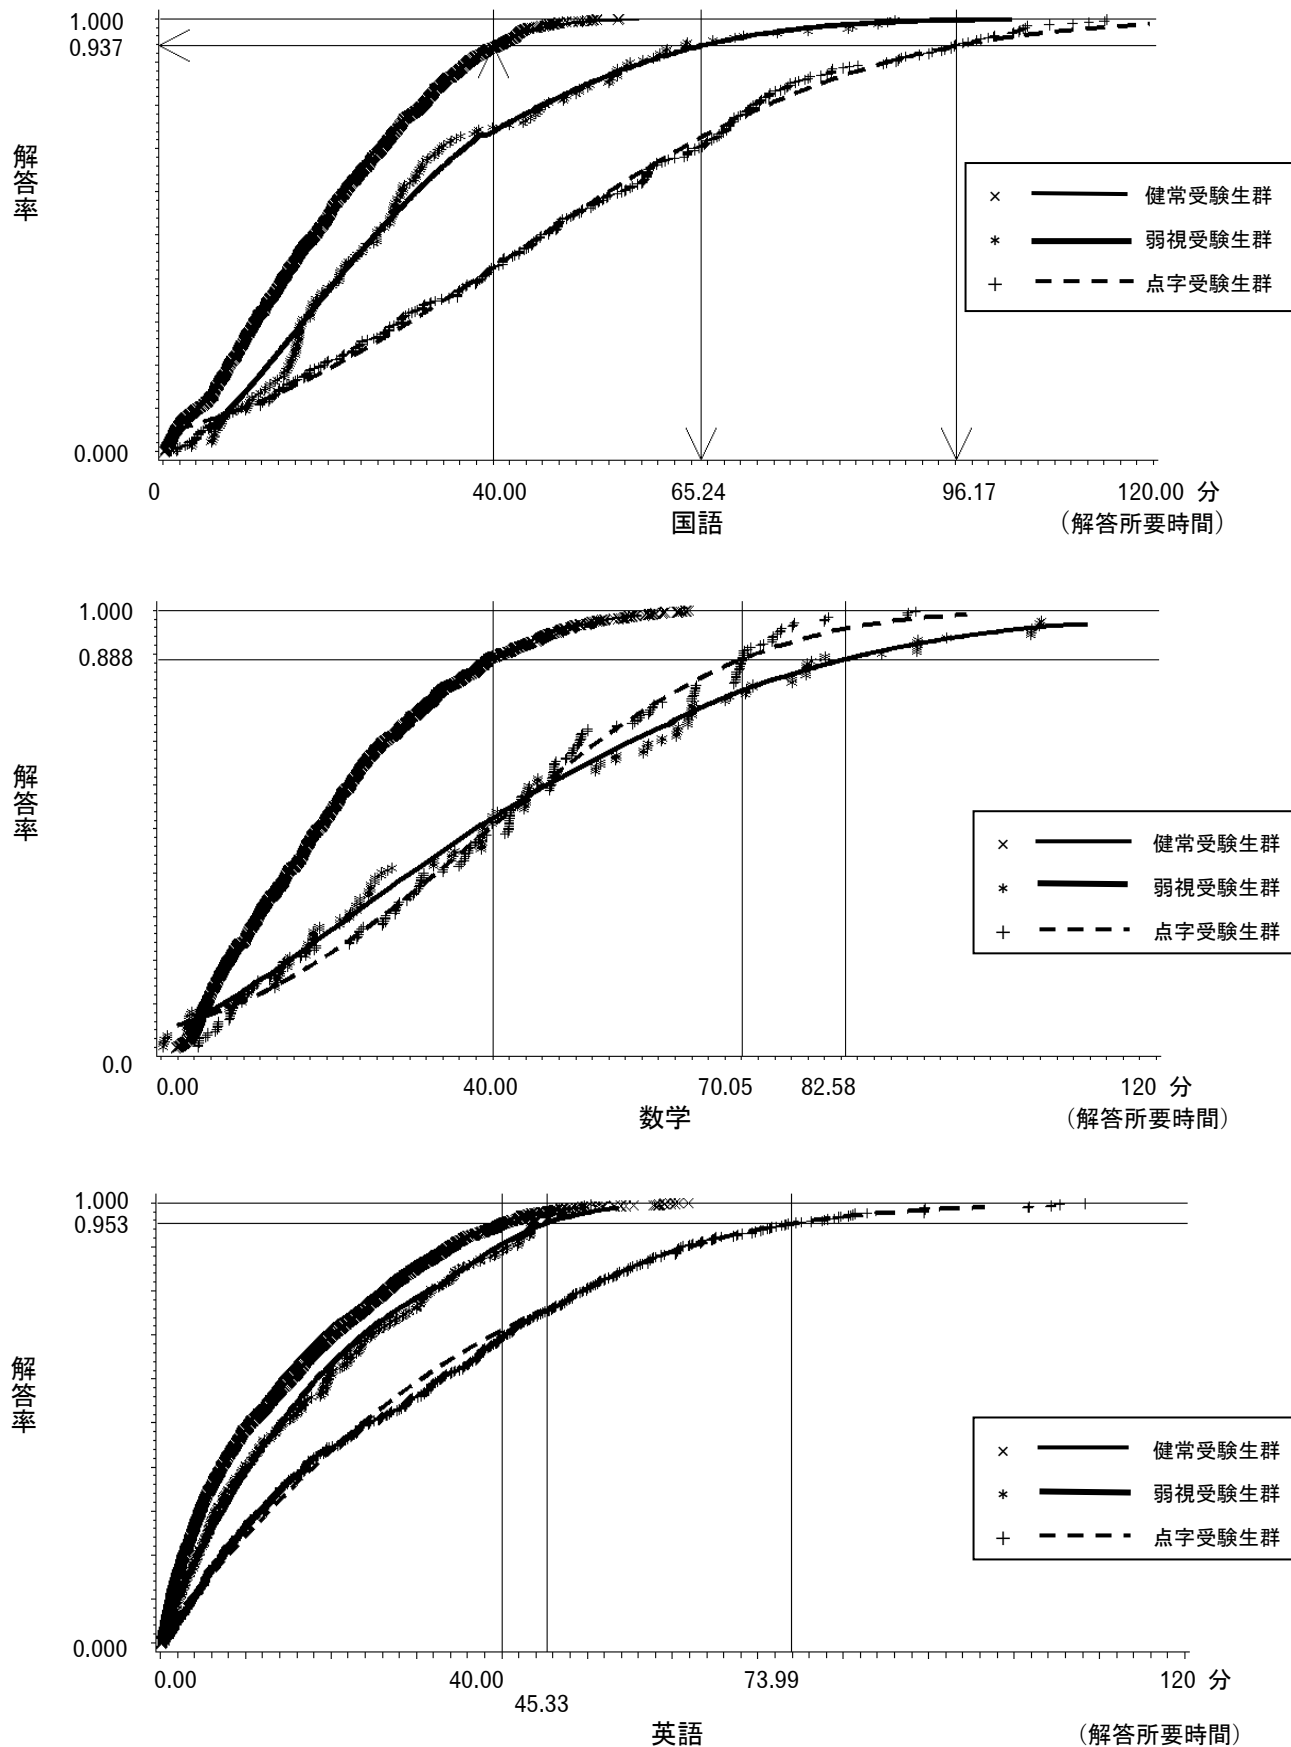 1.000
0.937
解答率
0.000
0
40.00
65.24
96.17
120.00 分
国語
(解答所要時間)
健常受験生群
弱視受験生群
点字受験生群
1.000
0.888
解答率
0.0
0.00
40.00
70.05
82.58
120 分
数学
(解答所要時間)
健常受験生群
弱視受験生群
点字受験生群
1.000
0.953
解答率
0.000
0.00
40.00
45.33
73.99
120 分
英語
(解答所要時間)
健常受験生群
弱視受験生群
点字受験生群